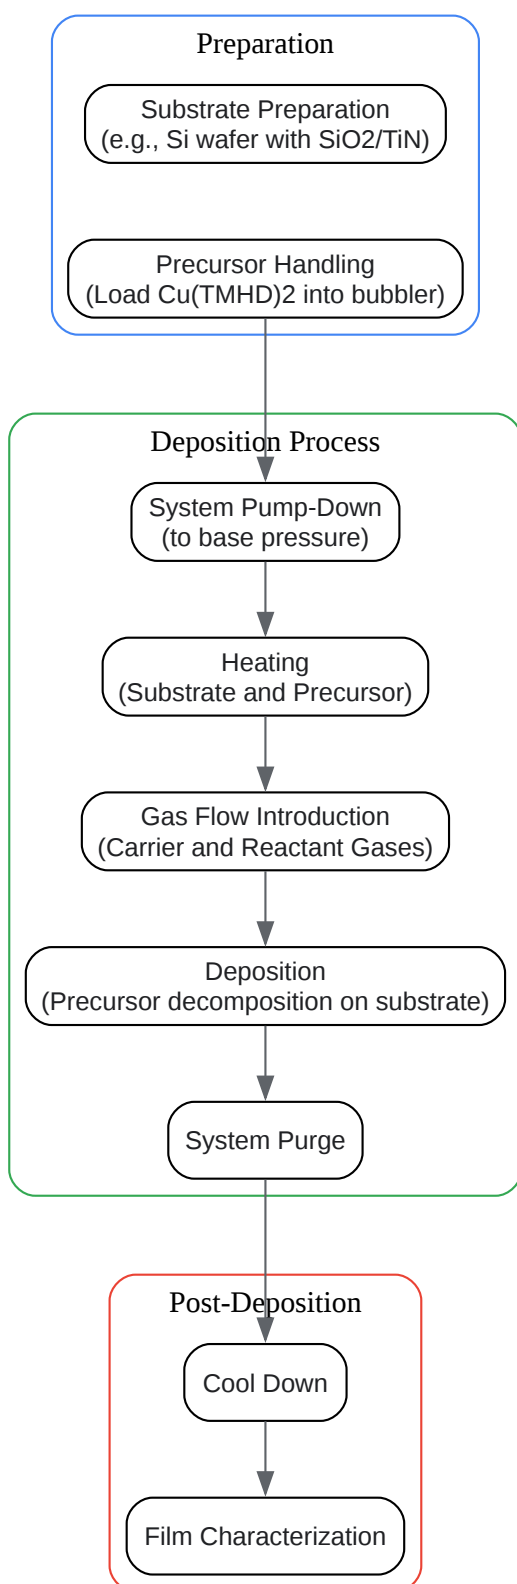 Preparation
Substrate Preparation
(e.g., Si wafer with SiO2/TiN)
Precursor Handling
(Load Cu(TMHD)2 into bubbler)
Deposition Process
System Pump-Down
(to base pressure)
Heating
(Substrate and Precursor)
Gas Flow Introduction
(Carrier and Reactant Gases)
Deposition
(Precursor decomposition on substrate)
System Purge
Post-Deposition
Cool Down
Film Characterization